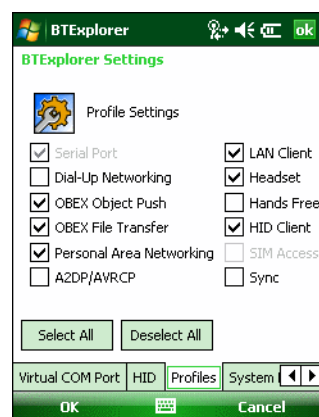 BTExplorer ok
BTExplorer Settings
Profile Settings
Serial Port LAN Client
Dial-Up Networking Headset
OBEX Object Push Hands Free
OBEX File Transfer HID Client
Personal Area Networking SIM Access
A2DP/AVRCP Sync
Select All Deselect All
Virtual COM Port HID Profiles System
OK Cancel